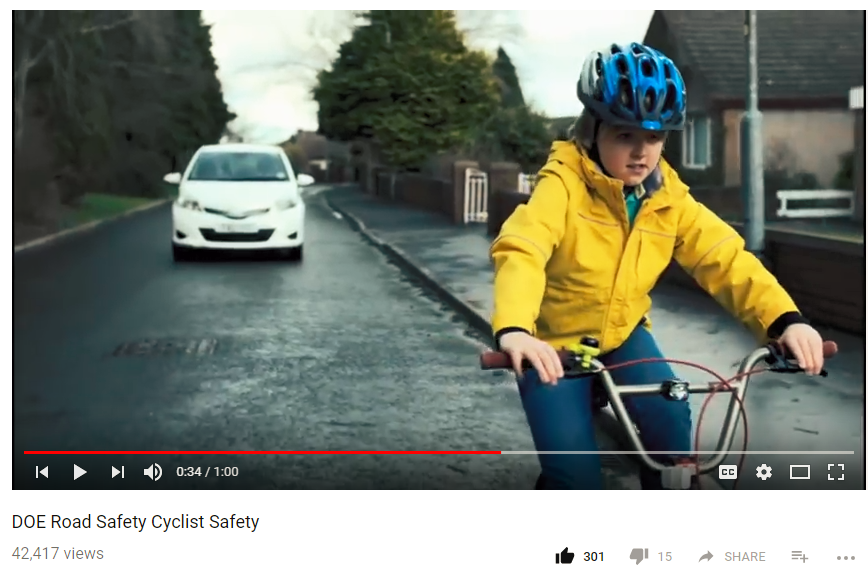 0:34 / 1:00
CC
DOE Road Safety Cyclist Safety
42,417 views
301
15
SHARE